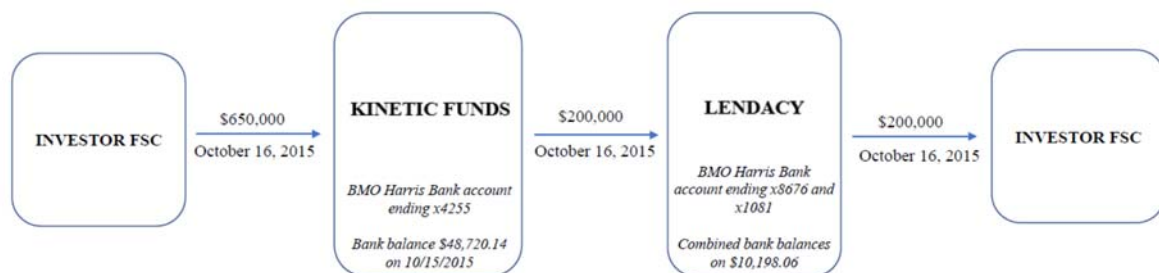 INVESTOR FSC
$650,000
October 16, 2015
KINETIC FUNDS
BMO Harris Bank account
ending x4255
Bank balance $48,720.14
on 10/15/2015
$200,000
October 16, 2015
LENDACY
BMO Harris Bank
account ending x8676 and
x1081
Combined bank balances
on $10,198.06
$200,000
October 16, 2015
INVESTOR FSC